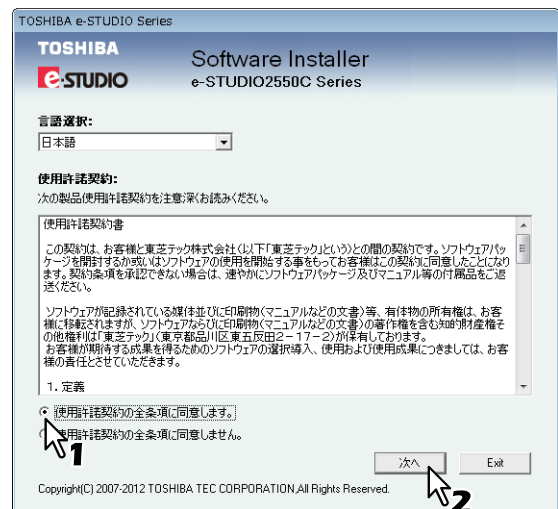 TOSHIBA e-STUDIO Series
TOSHIBA
e-STUDIO
Software Installer
e-STUDIO2550C Series
言語選択:
日本語
使用許諾契約:
次の製品使用許諾契約を注意深くお読みください。
使用許諾契約書
この契約は、お客様と東芝テック株式会社（以下「東芝テック」という）との間の契約です。ソフトウェアパッ
ケージを開封するか或いはソフトウェアの使用を開始する事をもってお客様はこの契約に同意したことになり
ます。契約条項を承認できない場合は、速やかにソフトウェアパッケージ及びマニュアル等の付属品をご返
送ください。
ソフトウェアが記録されている媒体並びに印刷物（マニュアルなどの文書）等、有体物の所有権は、お客
様に移転されますが、ソフトウェアならびに印刷物（マニュアルなどの文書）の著作権を含む知的財産権そ
の他権利は「東芝テック」（東京都品川区東五反田２－１７－２）が保有しております。
お客様が期待する成果を得るためのソフトウェアの選択導入、使用および使用成果につきましては、お客
様の責任とさせていただきます。
１．定義
使用許諾契約の全条項に同意します。
使用許諾契約の全条項に同意しません。
1
次へ
Exit
2
Copyright(C) 2007-2012 TOSHIBA TEC CORPORATION,All Rights Reserved.